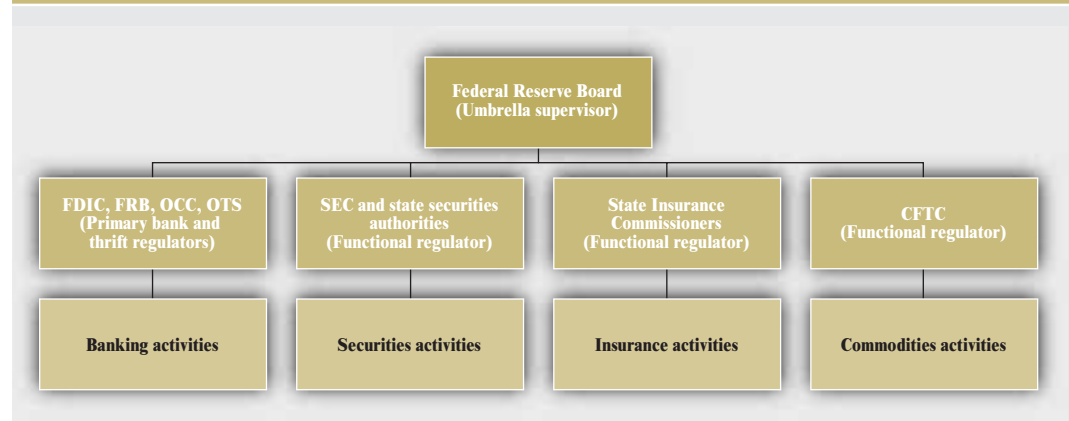 Federal Reserve Board
(Umbrella supervisor)
FDIC, FRB, OCC, OTS
(Primary bank and
thrift regulators)
SEC and state securities
authorities
(Functional regulator)
State Insurance
Commissioners
(Functional regulator)
CFTC
(Functional regulator)
Banking activities
Securities activities
Insurance activities
Commodities activities